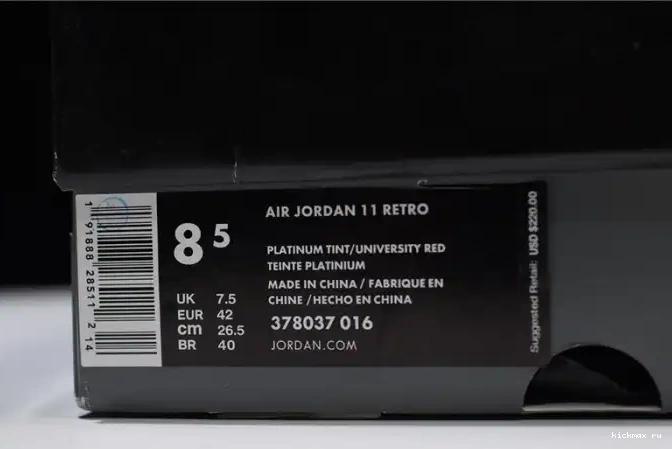 1 91888 28511 2 14
8 5
AIR JORDAN 11 RETRO
PLATINUM TINT/UNIVERSITY RED
TEINTE PLATINIUM
MADE IN CHINA / FABRIQUE EN
CHINE / HECHO EN CHINA
378037 016
JORDAN.COM
UK 7.5
EUR 42
cm 26.5
BR 40
Suggested Retail: USD $220.00
kickmax ru